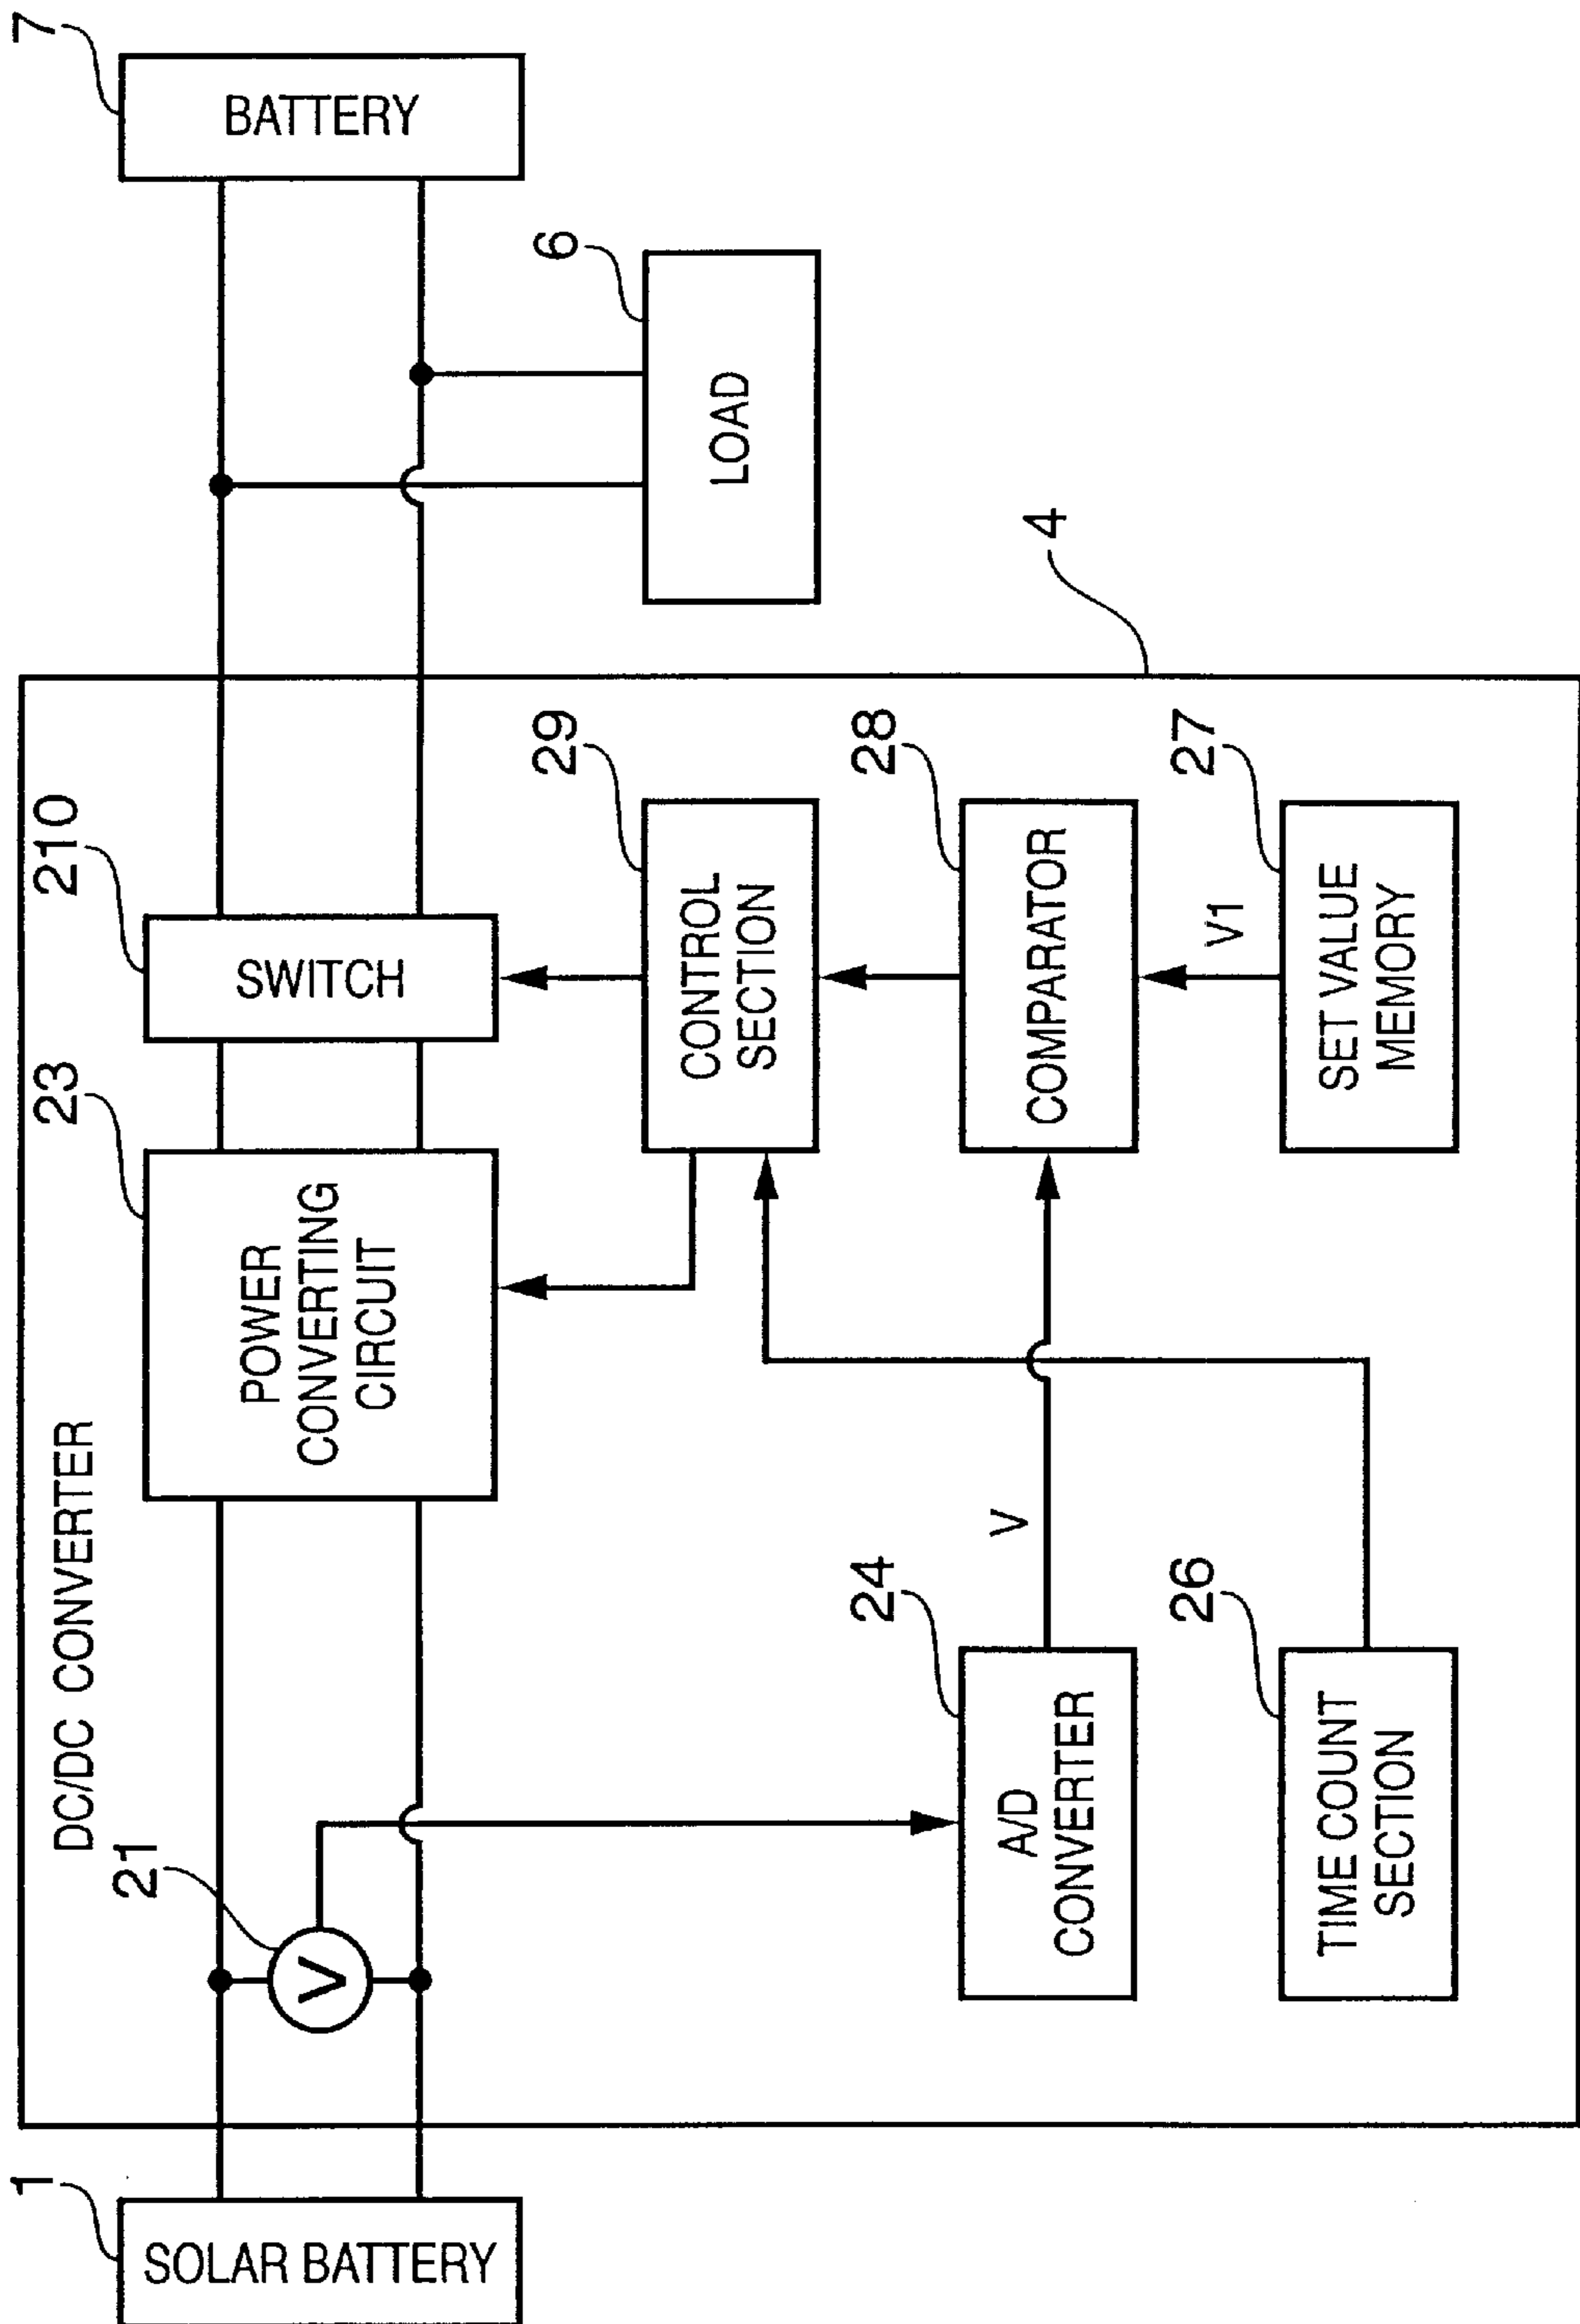 DC/DC CONVERTER
1
SOLAR BATTERY
21
V
23
POWER
CONVERTING
CIRCUIT
210
SWITCH
7
BATTERY
6
LOAD
29
CONTROL
SECTION
24
A/D
CONVERTER
V
28
COMPARATOR
V1
26
TIME COUNT
SECTION
27
SET VALUE
MEMORY
4